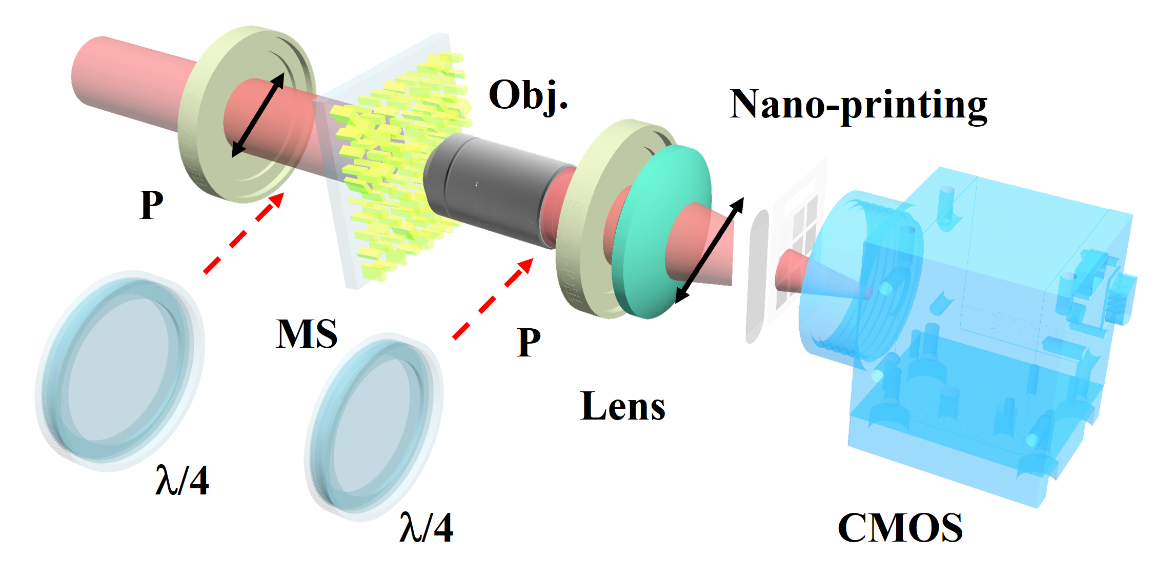 Obj.
Nano-printing
P
MS
P
Lens
λ/4
λ/4
CMOS